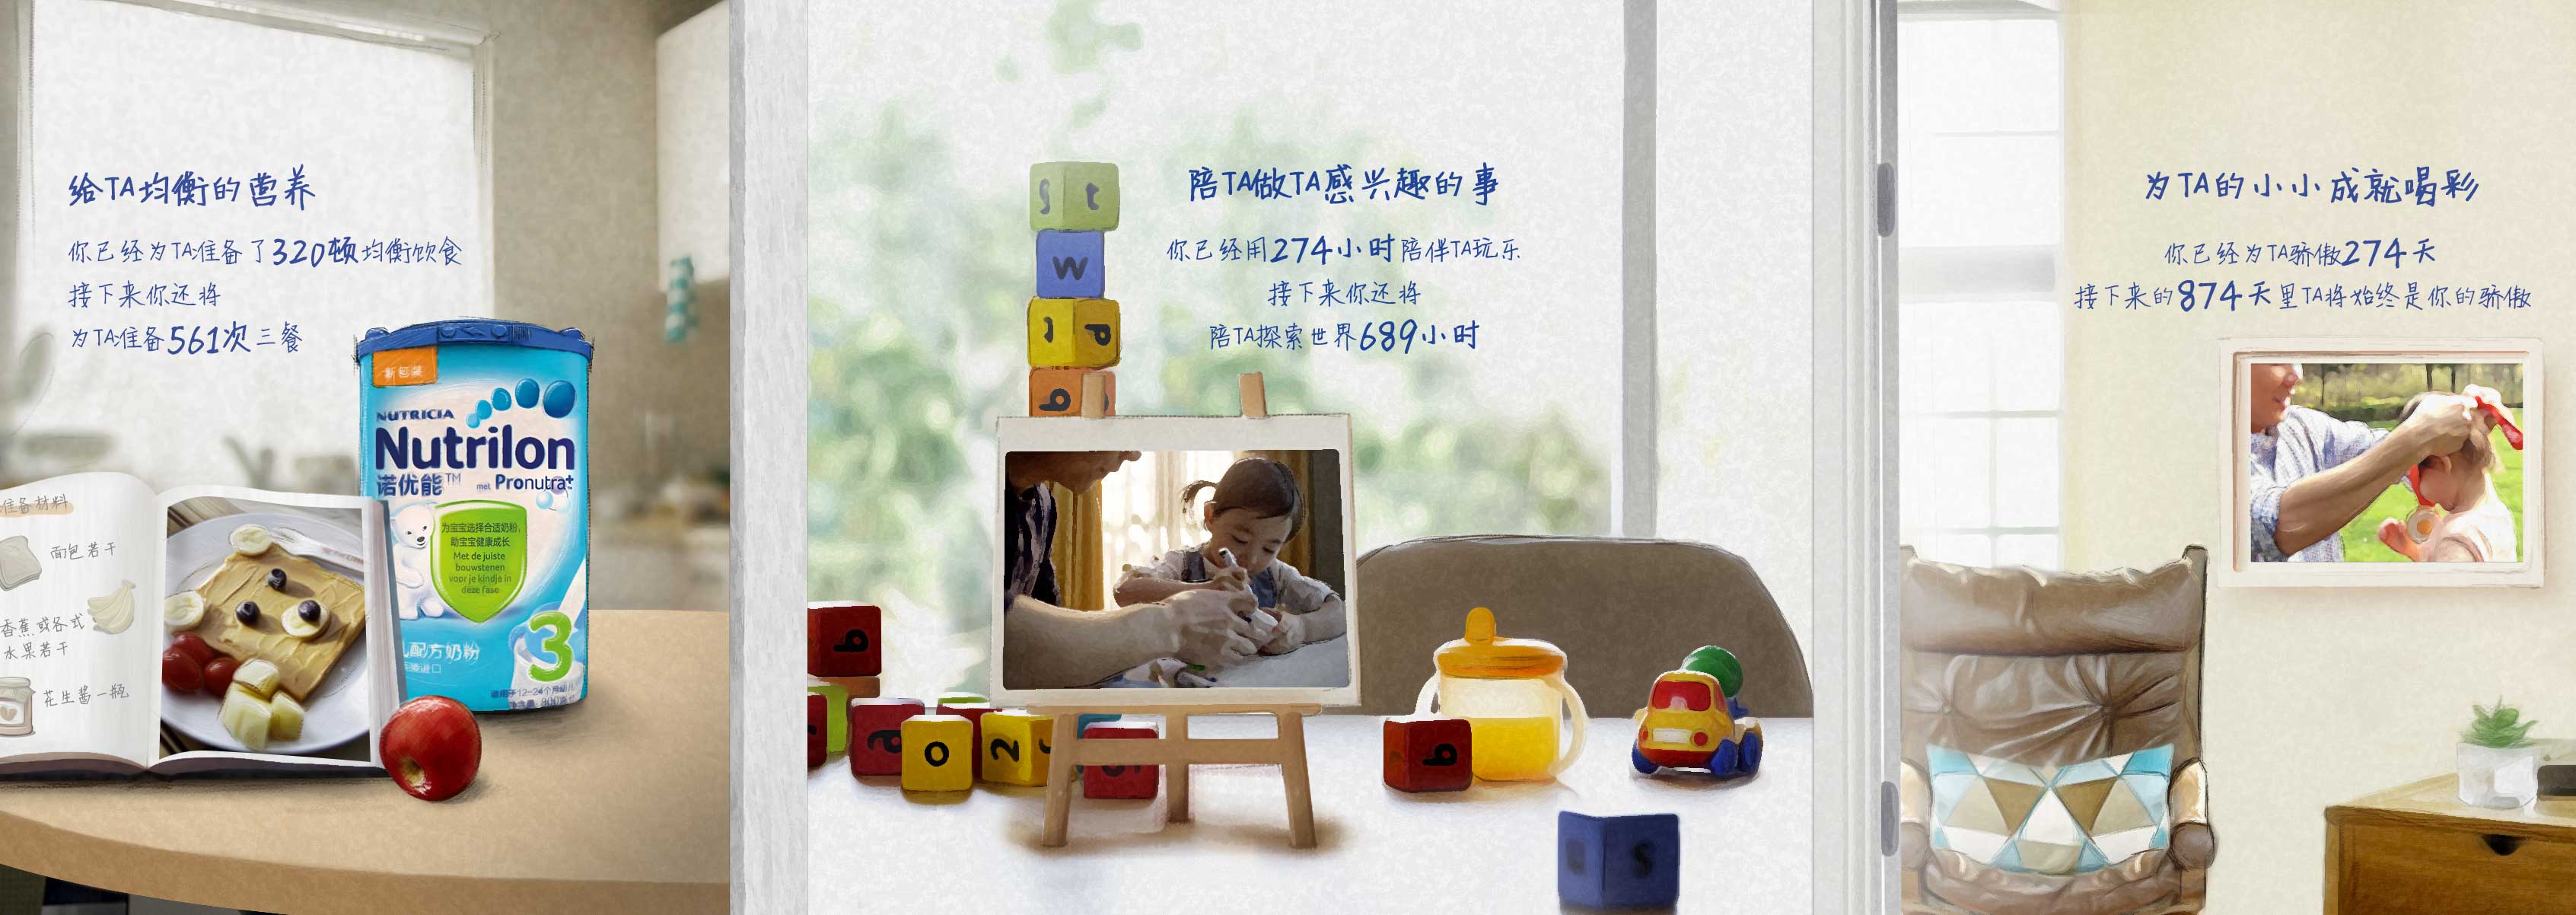 给TA均衡的营养
你已经为TA准备了320顿均衡饮食
接下来你还将
为TA准备561次三餐
新包装
NUTRICIA
Nutrilon
诺优能™ met Pronutra+
为宝宝选择合适奶粉,
助宝宝健康成长
Met de juiste
bouwstenen
voor je kindje in
deze fase
3
配方奶粉
进口
准备材料
面包若干
香蕉或各式
水果若干
花生酱一瓶
陪TA做TA感兴趣的事
你已经用274小时陪伴TA玩乐
接下来你还将
陪TA探索世界689小时
W
0
2
为TA的小小成就喝彩
你已经为TA骄傲274天
接下来的874天里TA将始终是你的骄傲